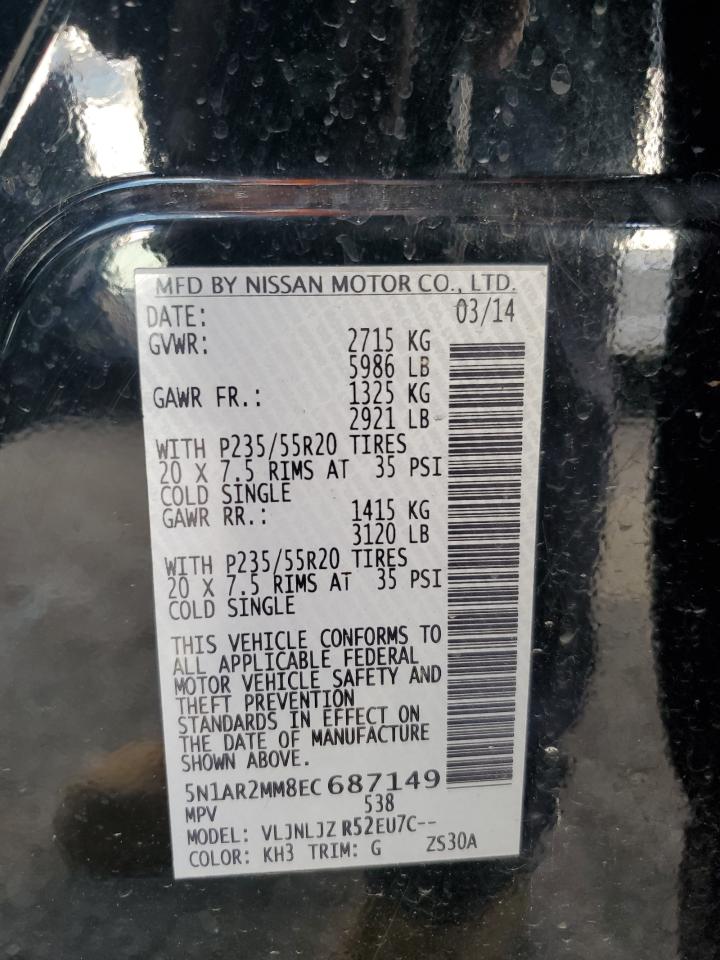 MFD BY NISSAN MOTOR CO., LTD.
DATE: 03/14
GVWR: 2715 KG
5986 LB
GAWR FR.: 1325 KG
2921 LB
WITH P235/55R20 TIRES
20 X 7.5 RIMS AT 35 PSI
COLD SINGLE
GAWR RR.: 1415 KG
3120 LB
WITH P235/55R20 TIRES
20 X 7.5 RIMS AT 35 PSI
COLD SINGLE
THIS VEHICLE CONFORMS TO
ALL APPLICABLE FEDERAL
MOTOR VEHICLE SAFETY AND
THEFT PREVENTION
STANDARDS IN EFFECT ON
THE DATE OF MANUFACTURE
SHOWN ABOVE.
5N1AR2MM8EC 687149
MPV 538
MODEL: VLJNLJZ R52EU7C--
COLOR: KH3 TRIM: G ZS30A